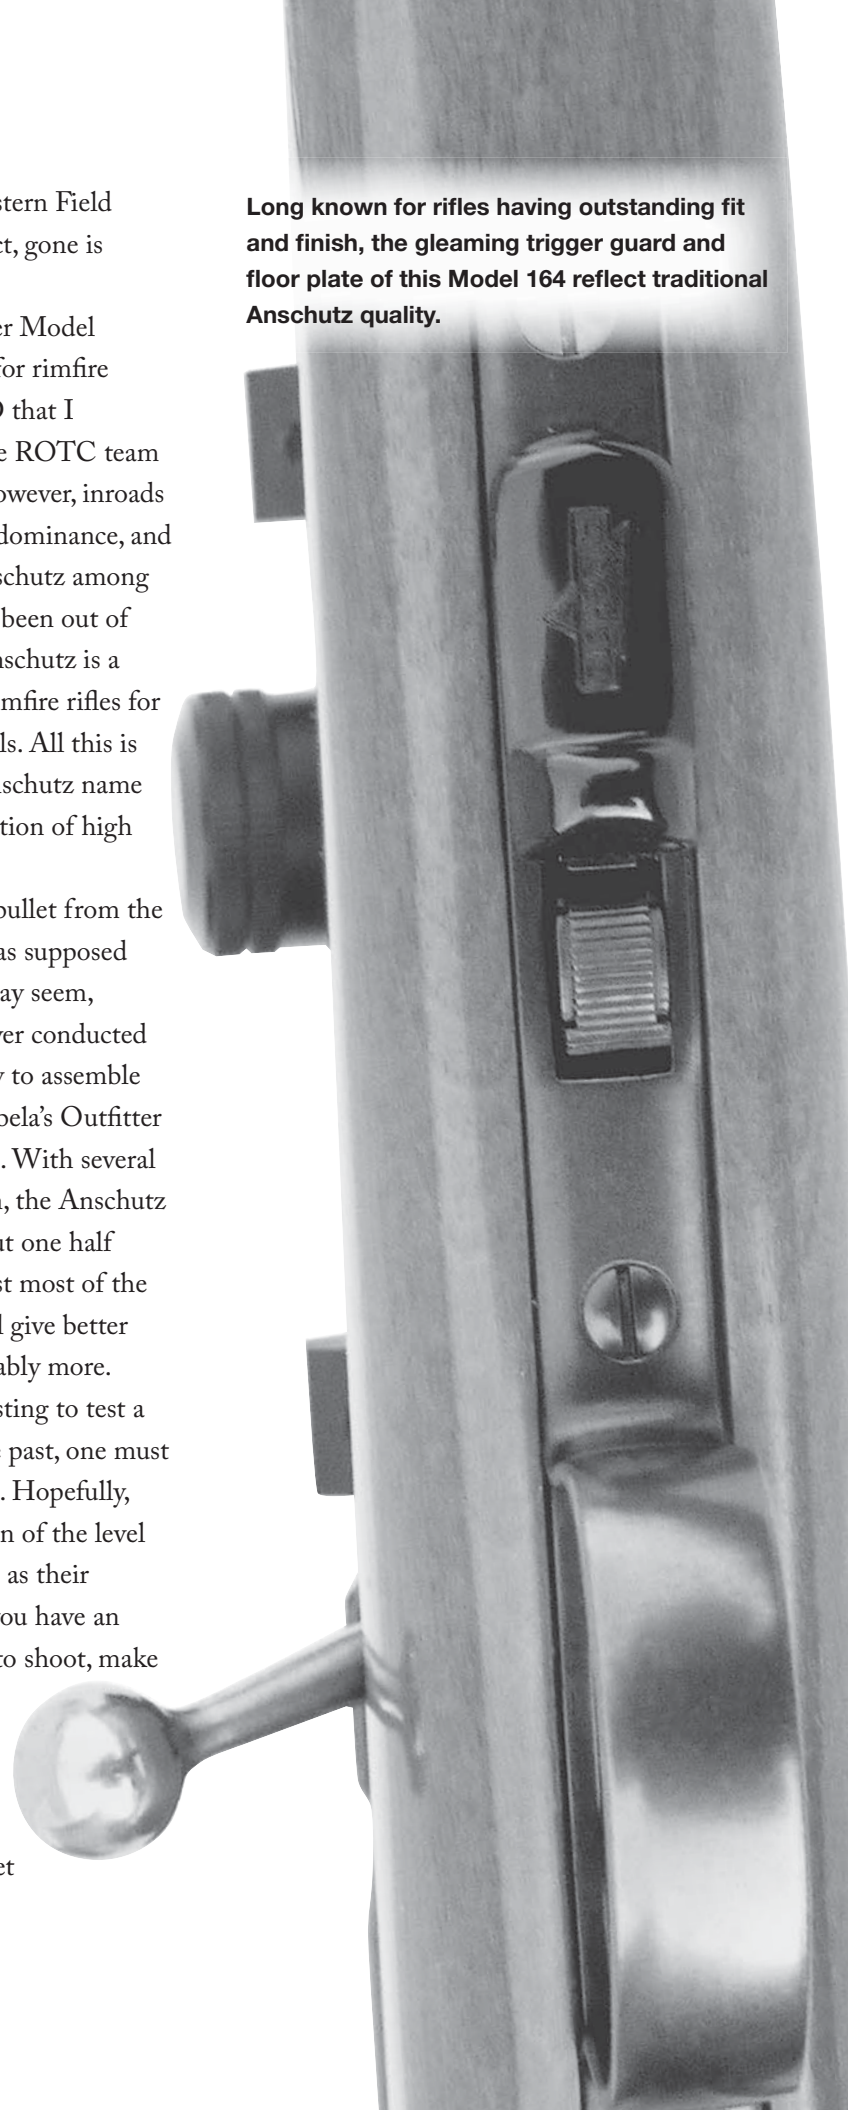 stern Field
ct, gone is
er Model
for rimfire
that I
e ROTC team
owever, inroads
dominance, and
schutz among
been out of
nschutz is a
mfire rifles for
ls. All this is
nschutz name
tion of high
bullet from the
as supposed
ay seem,
ver conducted
y to assemble
bela’s Outfitter
. With several
n, the Anschutz
ut one half
st most of the
l give better
ably more.
sting to test a
e past, one must
. Hopefully,
n of the level
as their
you have an
to shoot, make
et
Long known for rifles having outstanding fit
and finish, the gleaming trigger guard and
floor plate of this Model 164 reflect traditional
Anschutz quality.